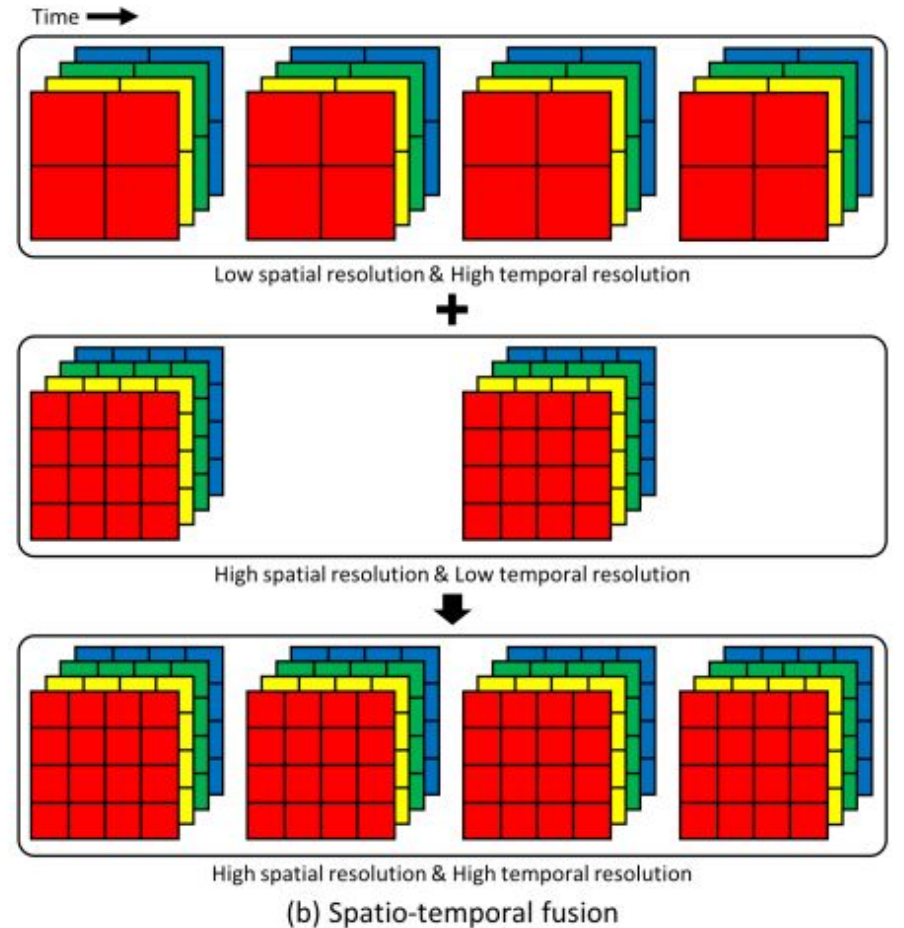 Time
Low spatial resolution & High temporal resolution
High spatial resolution & Low temporal resolution
High spatial resolution & High temporal resolution
(b) Spatio-temporal fusion